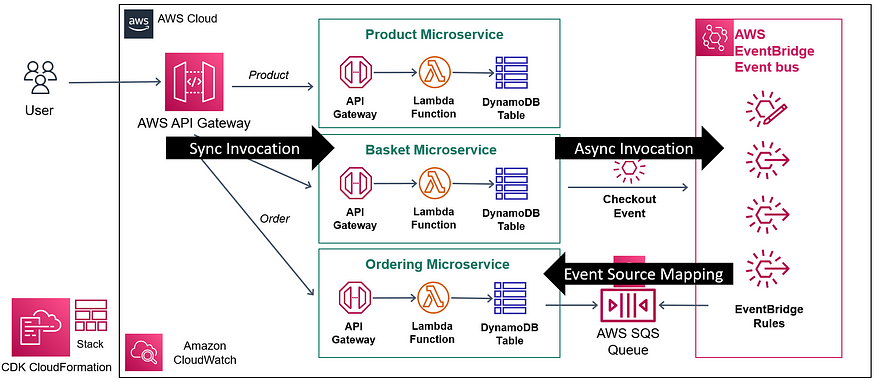 aws
AWS Cloud
User
AWS API Gateway
Product
Order
Sync Invocation
Product Microservice
API
Gateway
Lambda
Function
DynamoDB
Table
Basket Microservice
API
Gateway
Lambda
Function
DynamoDB
Table
Ordering Microservice
API
Gateway
Lambda
Function
DynamoDB
Table
Async Invocation
Checkout
Event
Event Source Mapping
AWS SQS
Queue
AWS
EventBridge
Event bus
EventBridge
Rules
Stack
CDK CloudFormation
Amazon
CloudWatch